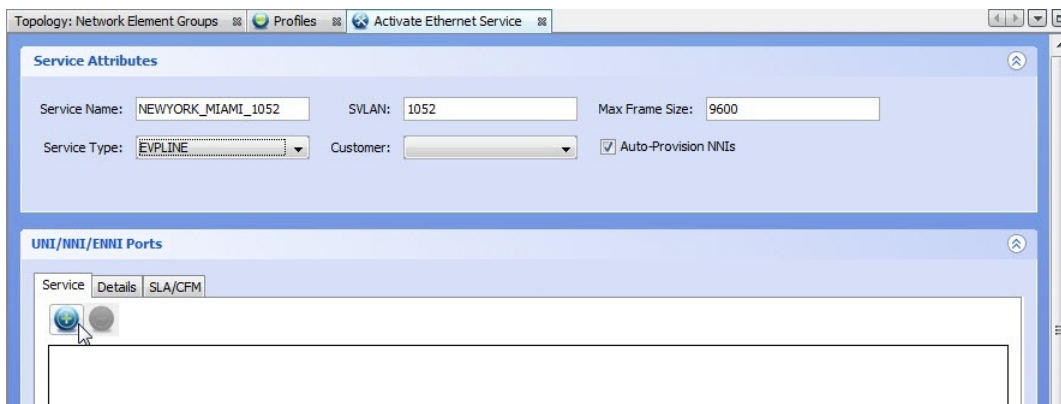 Topology: Network Element Groups Profiles Activate Ethernet Service
Service Attributes
Service Name: NEWYORK_MIAMI_1052 SVLAN: 1052 Max Frame Size: 9600
Service Type: EVPLINE Customer: Auto-Provision NNIs
UNI/NNI/ENNI Ports
Service Details SLA/CFM